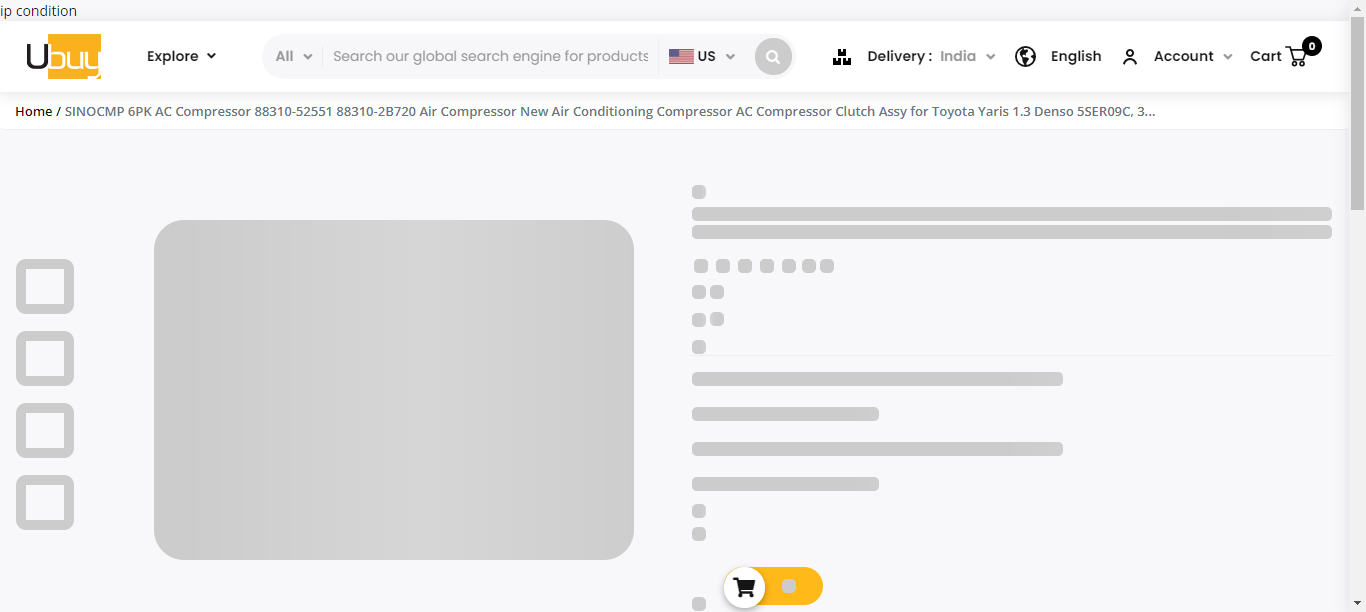 ip condition
Ubuy
Explore
All
Search our global search engine for products
US
Delivery : India
English
Account
Cart
0
Home / SINOCMP 6PK AC Compressor 88310-52551 88310-2B720 Air Compressor New Air Conditioning Compressor AC Compressor Clutch Assy for Toyota Yaris 1.3 Denso 5SER09C, 3...